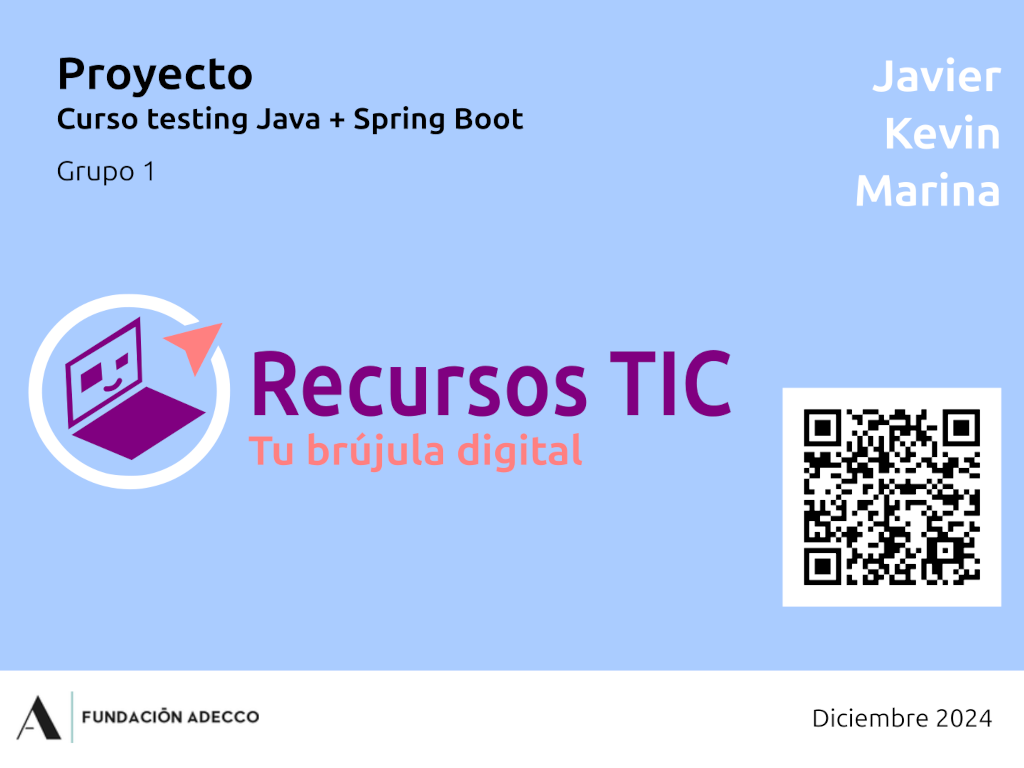 Proyecto
Curso testing Java + Spring Boot
Grupo 1
Javier
Kevin
Marina
Recursos TIC
Tu brújula digital
FUNDACIÓN ADECCO
Diciembre 2024